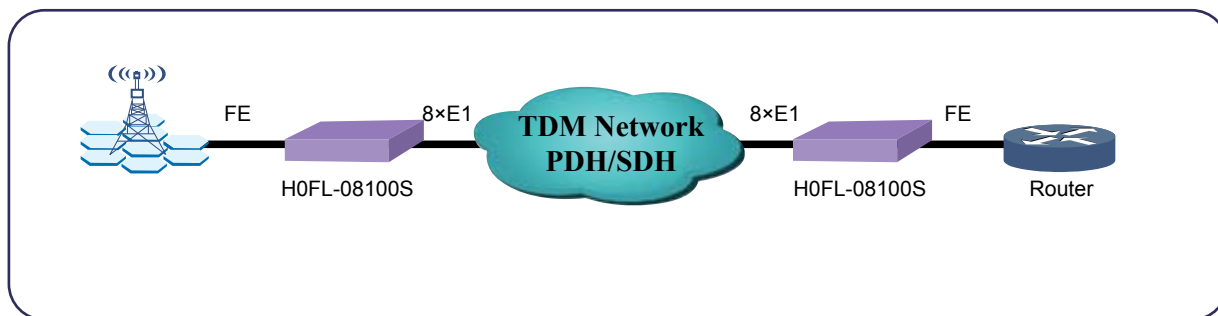 FE
8×E1
TDM Network
PDH/SDH
8×E1
FE
H0FL-08100S
H0FL-08100S
Router